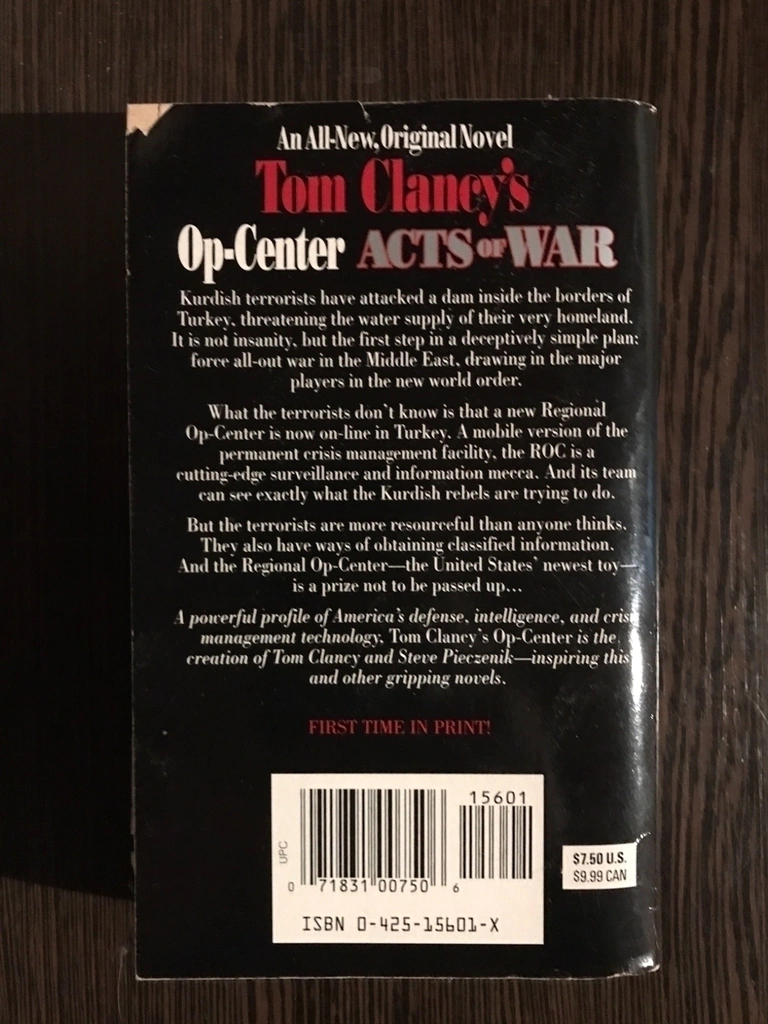 An All-New, Original Novel
Tom Clancy's
Op-Center ACTS OF WAR
Kurdish terrorists have attacked a dam inside the borders of
Turkey, threatening the water supply of their very homeland.
It is not insanity, but the first step in a deceptively simple plan:
force all-out war in the Middle East, drawing in the major
players in the new world order.
What the terrorists don't know is that a new Regional
Op-Center is now on-line in Turkey. A mobile version of the
permanent crisis management facility, the ROC is a
cutting-edge surveillance and information mecca. And its team
can see exactly what the Kurdish rebels are trying to do.
But the terrorists are more resourceful than anyone thinks.
They also have ways of obtaining classified information.
And the Regional Op-Center—the United States' newest toy—
is a prize not to be passed up...
A powerful profile of America's defense, intelligence, and crisis
management technology, Tom Clancy's Op-Center is the
creation of Tom Clancy and Steve Pieczenik—inspiring this
and other gripping novels.
FIRST TIME IN PRINT!
15601
UPC
0 71831 00750 6
ISBN 0-425-15601-X
$7.50 U.S.
$9.99 CAN